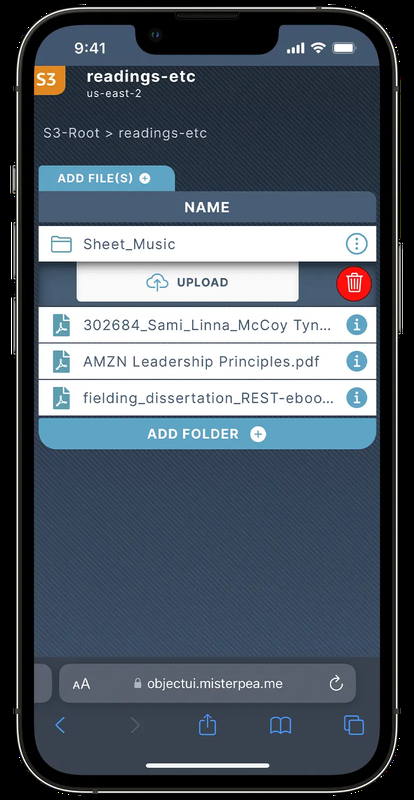 9:41
S3
readings-etc
us-east-2
S3-Root > readings-etc
ADD FILE(S)
NAME
Sheet_Music
UPLOAD
302684_Sami_Linna_McCoy Tyn...
AMZN Leadership Principles.pdf
fielding_dissertation_REST-eboo...
ADD FOLDER
AA
objectui.misterpea.me